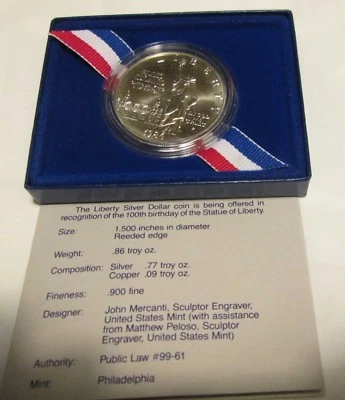 LIBERTY
1986
The Liberty Silver Dollar coin is being offered in
recognition of the 100th birthday of the Statue of Liberty.
Size: 1.500 inches in diameter
Reeded edge
Weight: .86 troy oz.
Composition: Silver .77 troy oz.
Copper .09 troy oz.
Fineness: .900 fine
Designer: John Mercanti, Sculptor Engraver,
United States Mint (with assistance
from Matthew Peloso, Sculptor
Engraver, United States Mint)
Authority: Public Law #99-61
Mint: Philadelphia